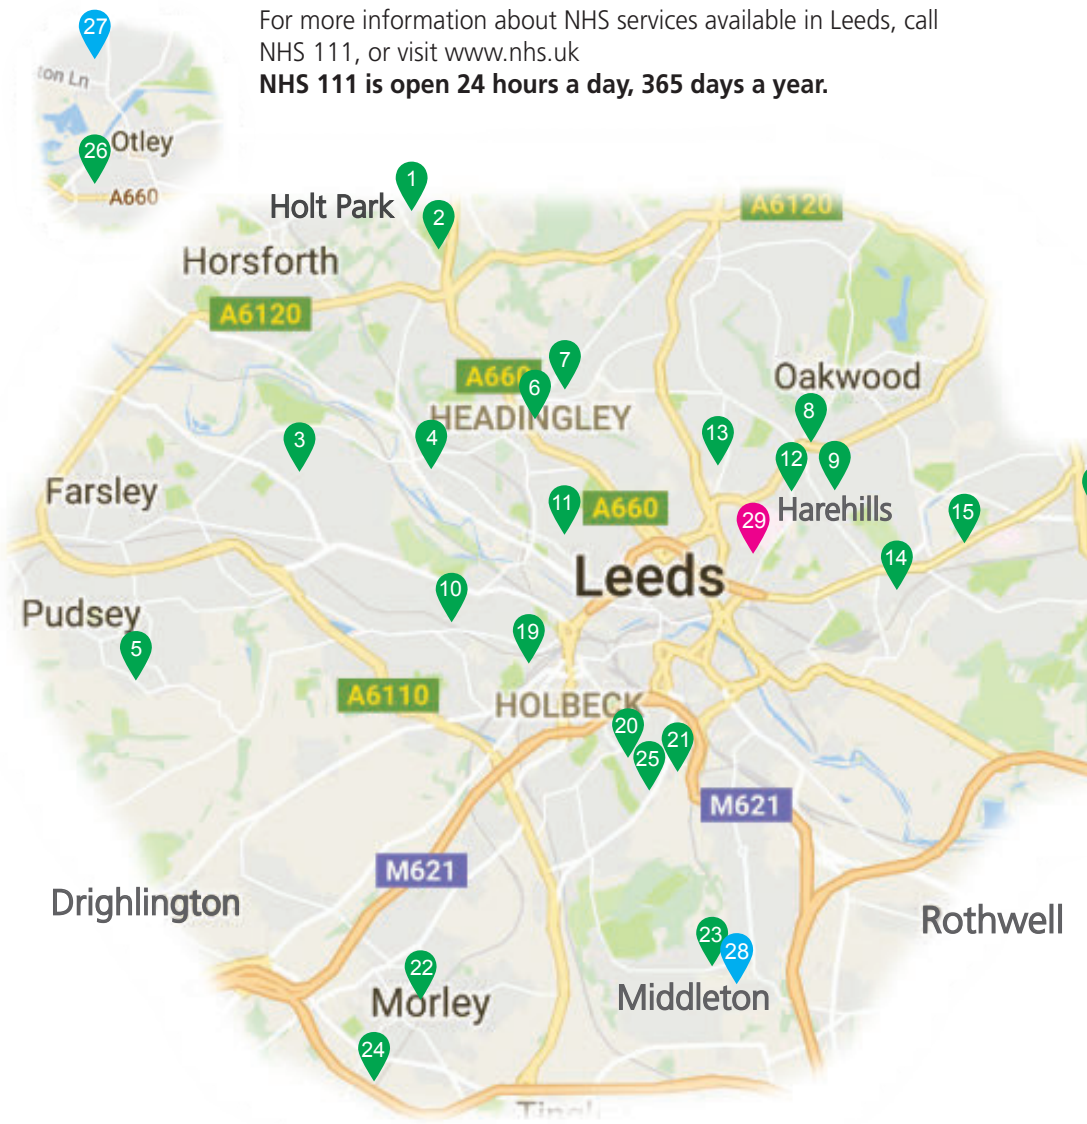 For more information about NHS services available in Leeds, call
NHS 111, or visit www.nhs.uk
NHS 111 is open 24 hours a day, 365 days a year.
27
ton Ln
26
Otley
A660
1
Holt Park
2
A6120
Horsforth
A6120
7
A660
6
Oakwood
HEADINGLEY
8
3
4
13
12
9
Farsley
11
A660
Harehills
29
15
14
Leeds
10
Pudsey
5
19
A6110
HOLBECK
20
21
25
M621
M621
Drighlington
Rothwell
23
28
22
Middleton
Morley
24